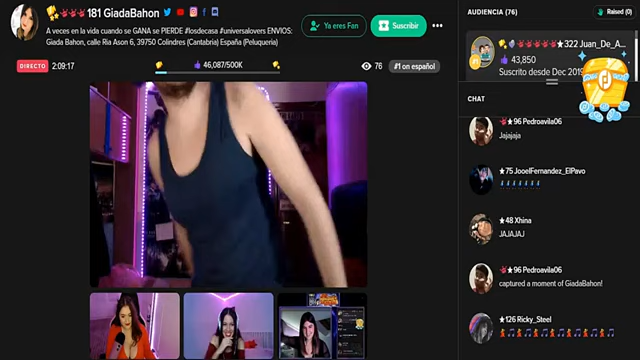 181 GiadaBahon
A veces en la vida cuando se GANA se PIERDE #losdecasa #universalovers ENVIOS:
Giada Bahon, calle Ria Ason 6, 39750 Colindres (Cantabria) España (Peluqueria)
Ya eres Fan
Suscribir
DIRECTO
2:09:17
46,087/500K
76
#1 on español
AUDIENCIA (76)
Raised (0)
322 Juan_De_A...
43,850
Suscrito desde Dec 2019
CHAT
96 Pedroavila06
Jajajaja
75 JooelFernandez_ElPavo
48 Xhina
JAJAJAJ
96 Pedroavila06
captured a moment of GiadaBahon!
126 Ricky_Steel